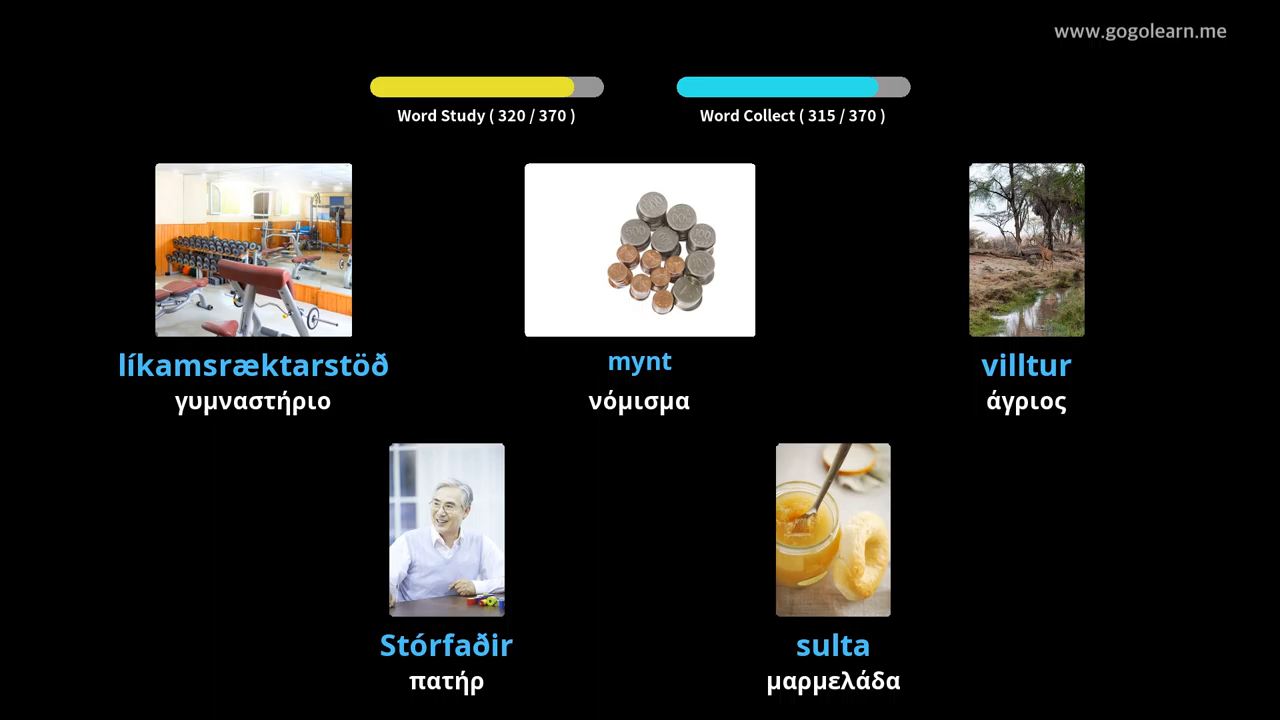 www.gogolearn.me
Word Study ( 320 / 370 )
Word Collect ( 315 / 370 )
líkamsræktarstöð
γυμναστήριο
mynt
νόμισμα
villtur
άγριος
Stórfaðir
πατήρ
sulta
μαρμελάδα